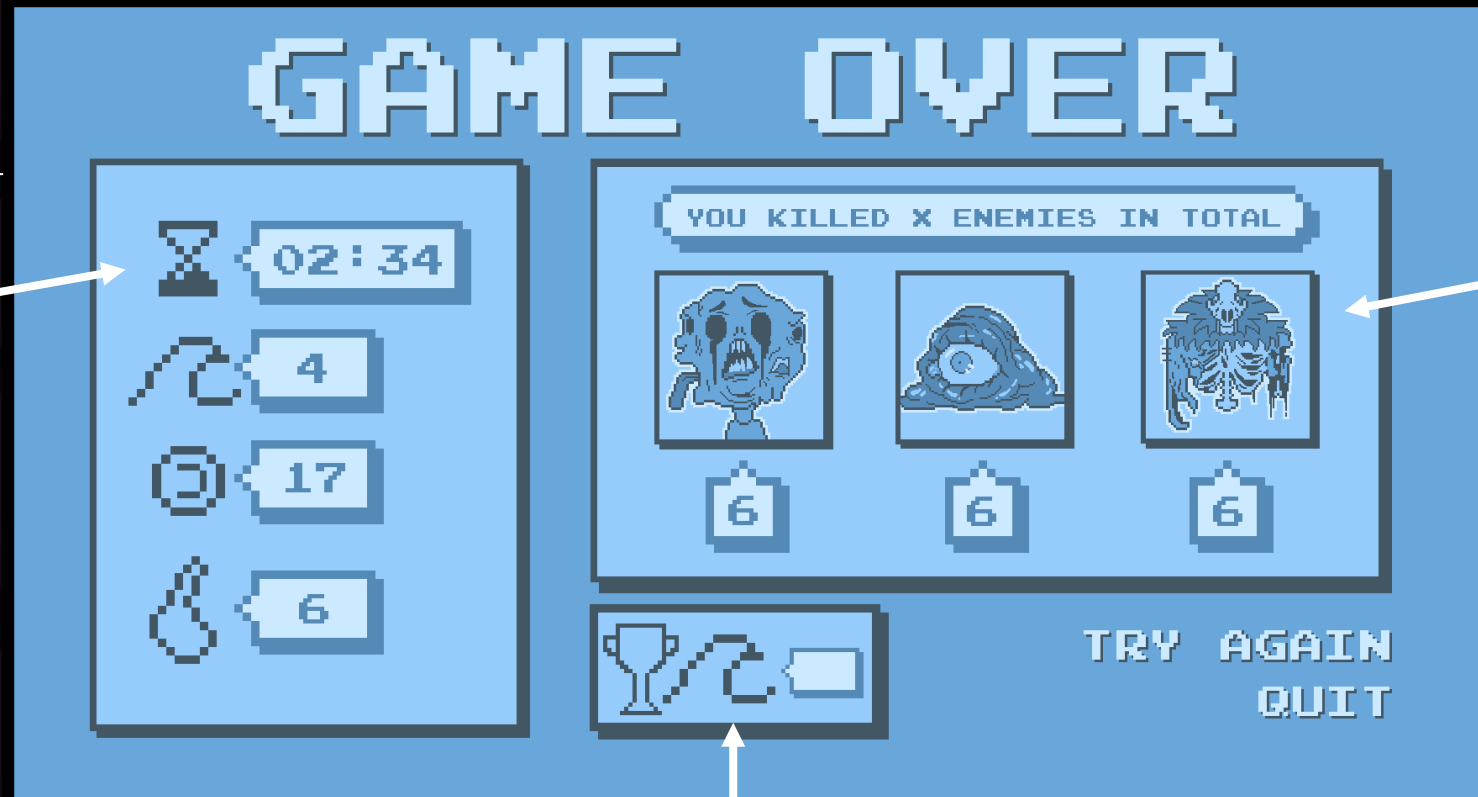 GAME OVER
02:34
4
17
6
YOU KILLED X ENEMIES IN TOTAL
6 6 6
TRY AGAIN
QUIT